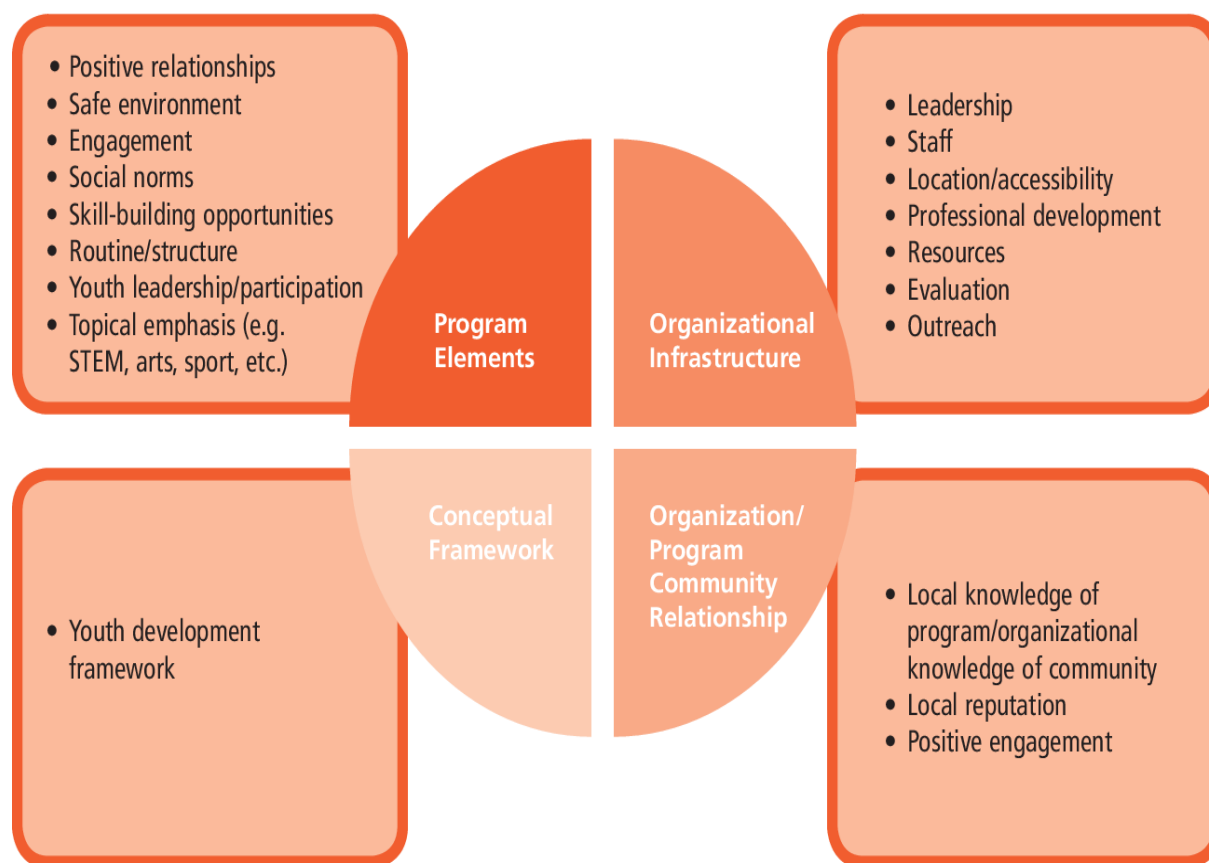 • Positive relationships
• Safe environment
• Engagement
• Social norms
• Skill-building opportunities
• Routine/structure
• Youth leadership/participation
• Topical emphasis (e.g.
STEM, arts, sport, etc.)
Program
Elements
Organizational
Infrastructure
• Leadership
• Staff
• Location/accessibility
• Professional development
• Resources
• Evaluation
• Outreach
• Youth development
framework
Conceptual
Framework
Organization/
Program
Community
Relationship
• Local knowledge of
program/organizational
knowledge of community
• Local reputation
• Positive engagement